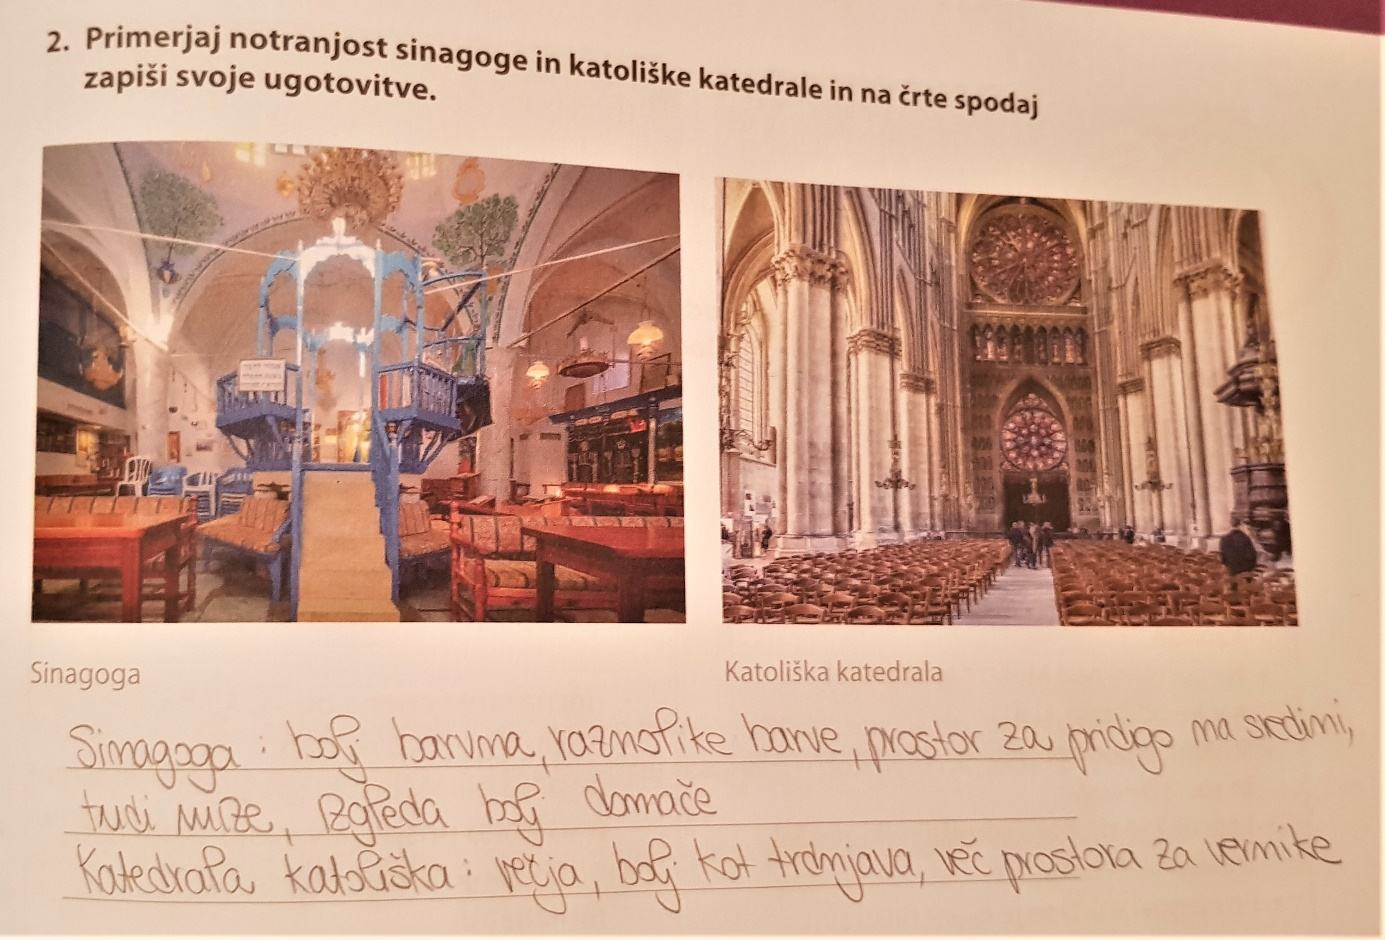 2. Primerjaj notranjost sinagoge in katoliške katedrale in na črte spodaj
zapiši svoje ugotovitve.
Sinagoga
Katoliška katedrala
Sinagoga: bolj barvna, raznolike barve, prostor za pridigo na sredini,
tudi mize, izgleda bolj domače
Katedrala katoliška: večja, bolj kot trdnjava, več prostora za vernike